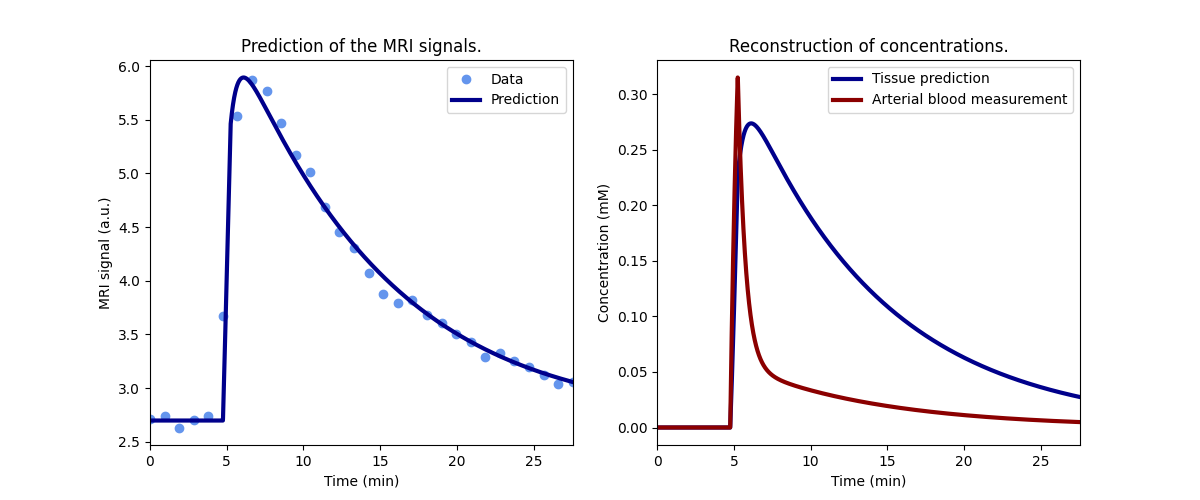 Prediction of the MRI signals.
Data
Prediction
MRI signal (a.u.)
6.0
5.5
5.0
4.5
4.0
3.5
3.0
2.5
0 5 10 15 20 25
Time (min)
Reconstruction of concentrations.
Tissue prediction
Arterial blood measurement
Concentration (mM)
0.30
0.25
0.20
0.15
0.10
0.05
0.00
0 5 10 15 20 25
Time (min)